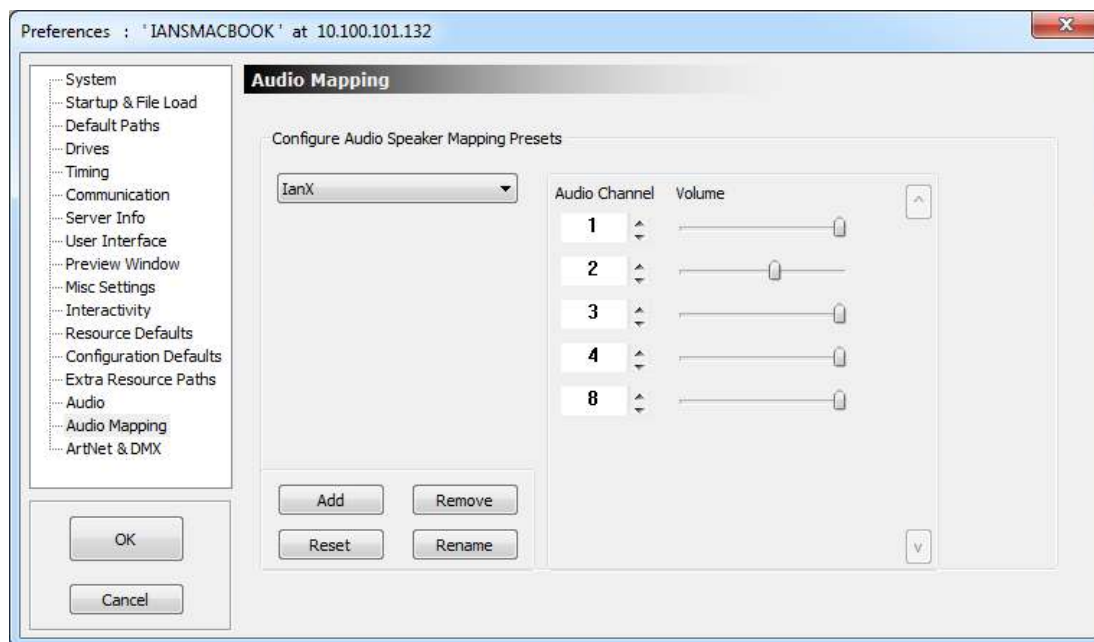 Preferences : ' IANSMACBOOK ' at 10.100.101.132
X
System
Startup & File Load
Default Paths
Drives
Timing
Communication
Server Info
User Interface
Preview Window
Misc Settings
Interactivity
Resource Defaults
Configuration Defaults
Extra Resource Paths
Audio
Audio Mapping
ArtNet & DMX
OK
Cancel
Audio Mapping
Configure Audio Speaker Mapping Presets
IanX
Add Remove
Reset Rename
Audio Channel Volume
1
2
3
4
8
^
v